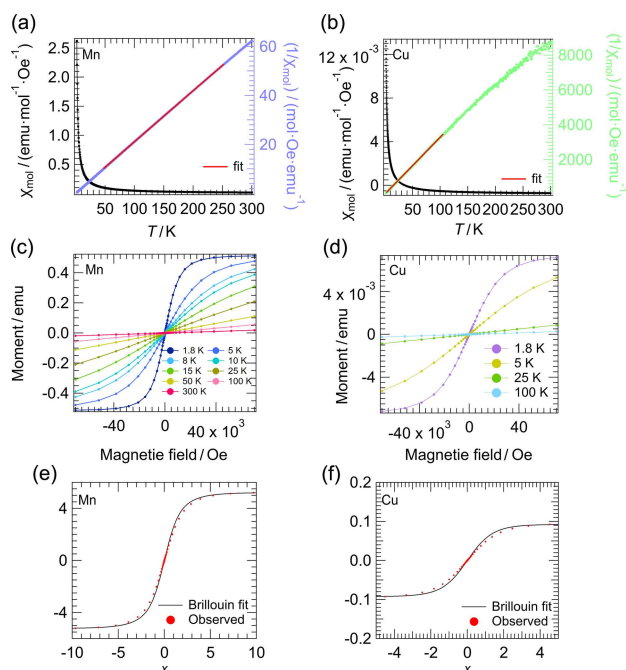 (a)
Mn
2.5
2.0
1.5
1.0
0.5
χmol / (emu·mol⁻¹·Oe⁻¹)
60
40
20
0
(1/χmol) / (mol·Oe·emu⁻¹)
fit
50 100 150 200 250 300
T / K
(b)
Cu
12 × 10⁻³
8
4
0
χmol / (emu·mol⁻¹·Oe⁻¹)
8000
6000
4000
2000
(1/χmol) / (mol·Oe·emu⁻¹)
fit
50 100 150 200 250 300
T / K
(c)
Mn
0.4
0.2
0.0
-0.2
-0.4
Moment / emu
1.8 K 5 K
8 K 10 K
15 K 25 K
50 K 100 K
300 K
-40 0 40 × 10³
Magnetie field / Oe
(d)
Cu
4 × 10⁻³
0
-4
Moment / emu
1.8 K
5 K
25 K
100 K
-40 0 40 × 10³
Magnetie field / Oe
(e)
Mn
4
0
-4
Brillouin fit
Observed
-10 -5 0 5 10
x
(f)
Cu
0.2
0.1
0.0
-0.1
-0.2
Brillouin fit
Observed
-4 -2 0 2 4
x